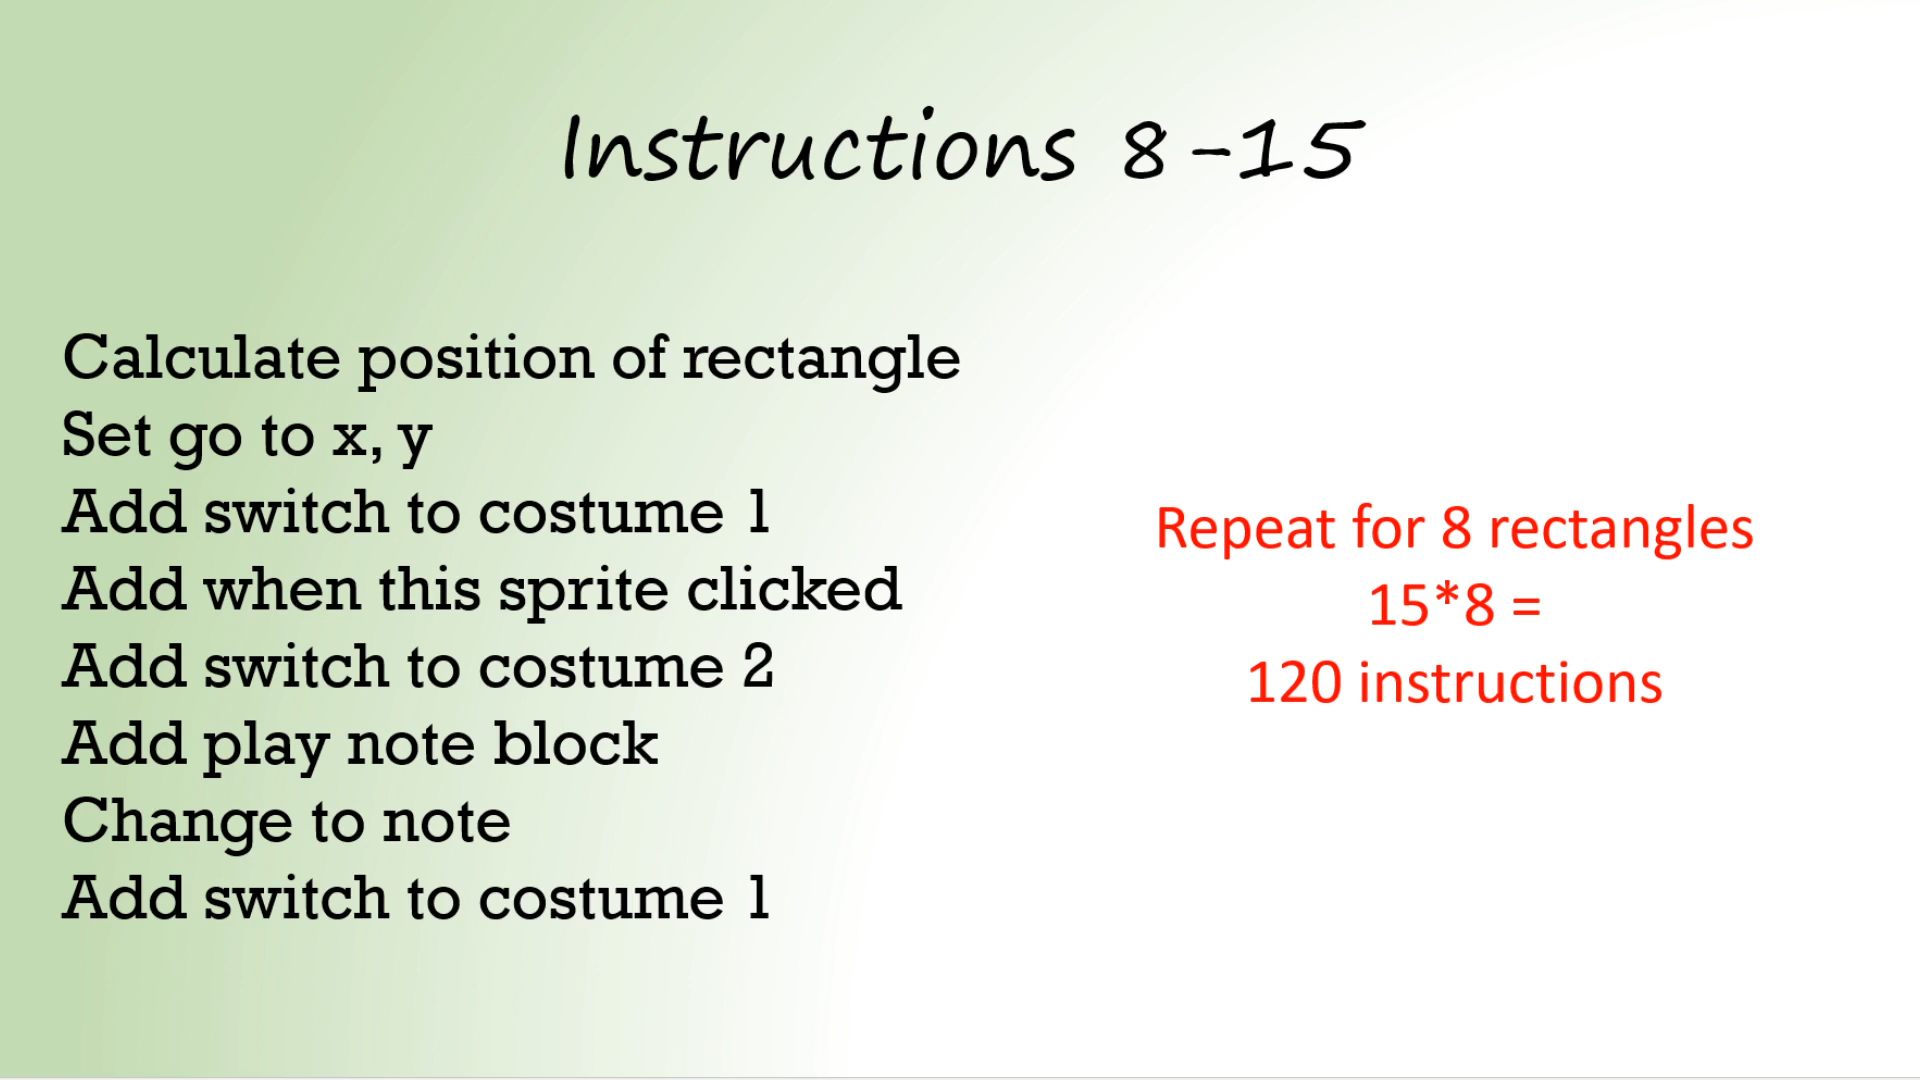 Instructions 8-15
Calculate position of rectangle
Set go to x, y
Add switch to costume 1
Add when this sprite clicked
Add switch to costume 2
Add play note block
Change to note
Add switch to costume 1
Repeat for 8 rectangles
15*8 =
120 instructions